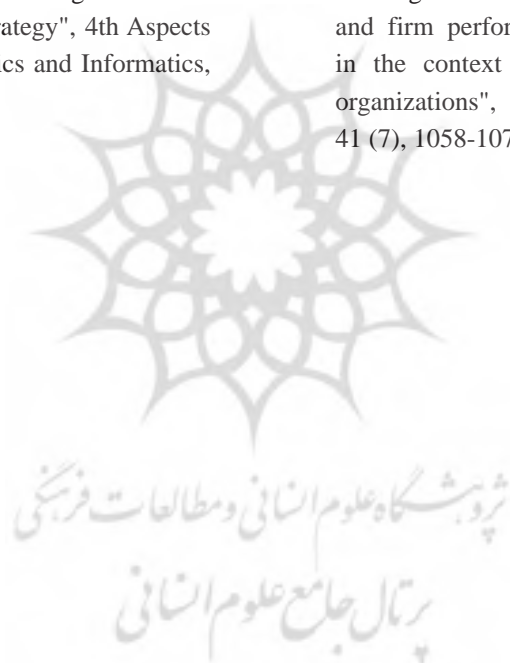 rategy", 4th Aspects
ics and Informatics,
and firm perfor
in the context
organizations",
41 (7), 1058-107
پژوهشگاه علوم انسانی و مطالعات فرهنگی
پرتال جامع علوم انسانی